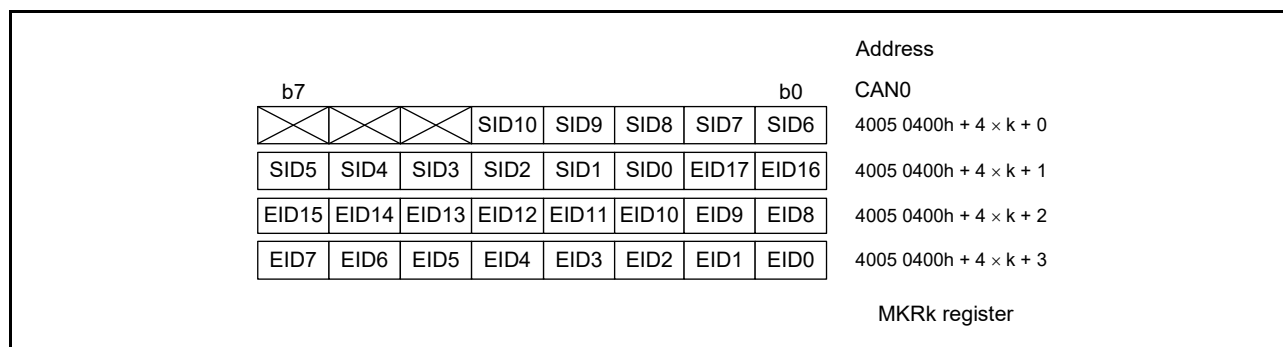 Address
b7 b0 CAN0
SID10 SID9 SID8 SID7 SID6 4005 0400h + 4 × k + 0
SID5 SID4 SID3 SID2 SID1 SID0 EID17 EID16 4005 0400h + 4 × k + 1
EID15 EID14 EID13 EID12 EID11 EID10 EID9 EID8 4005 0400h + 4 × k + 2
EID7 EID6 EID5 EID4 EID3 EID2 EID1 EID0 4005 0400h + 4 × k + 3
MKRk register